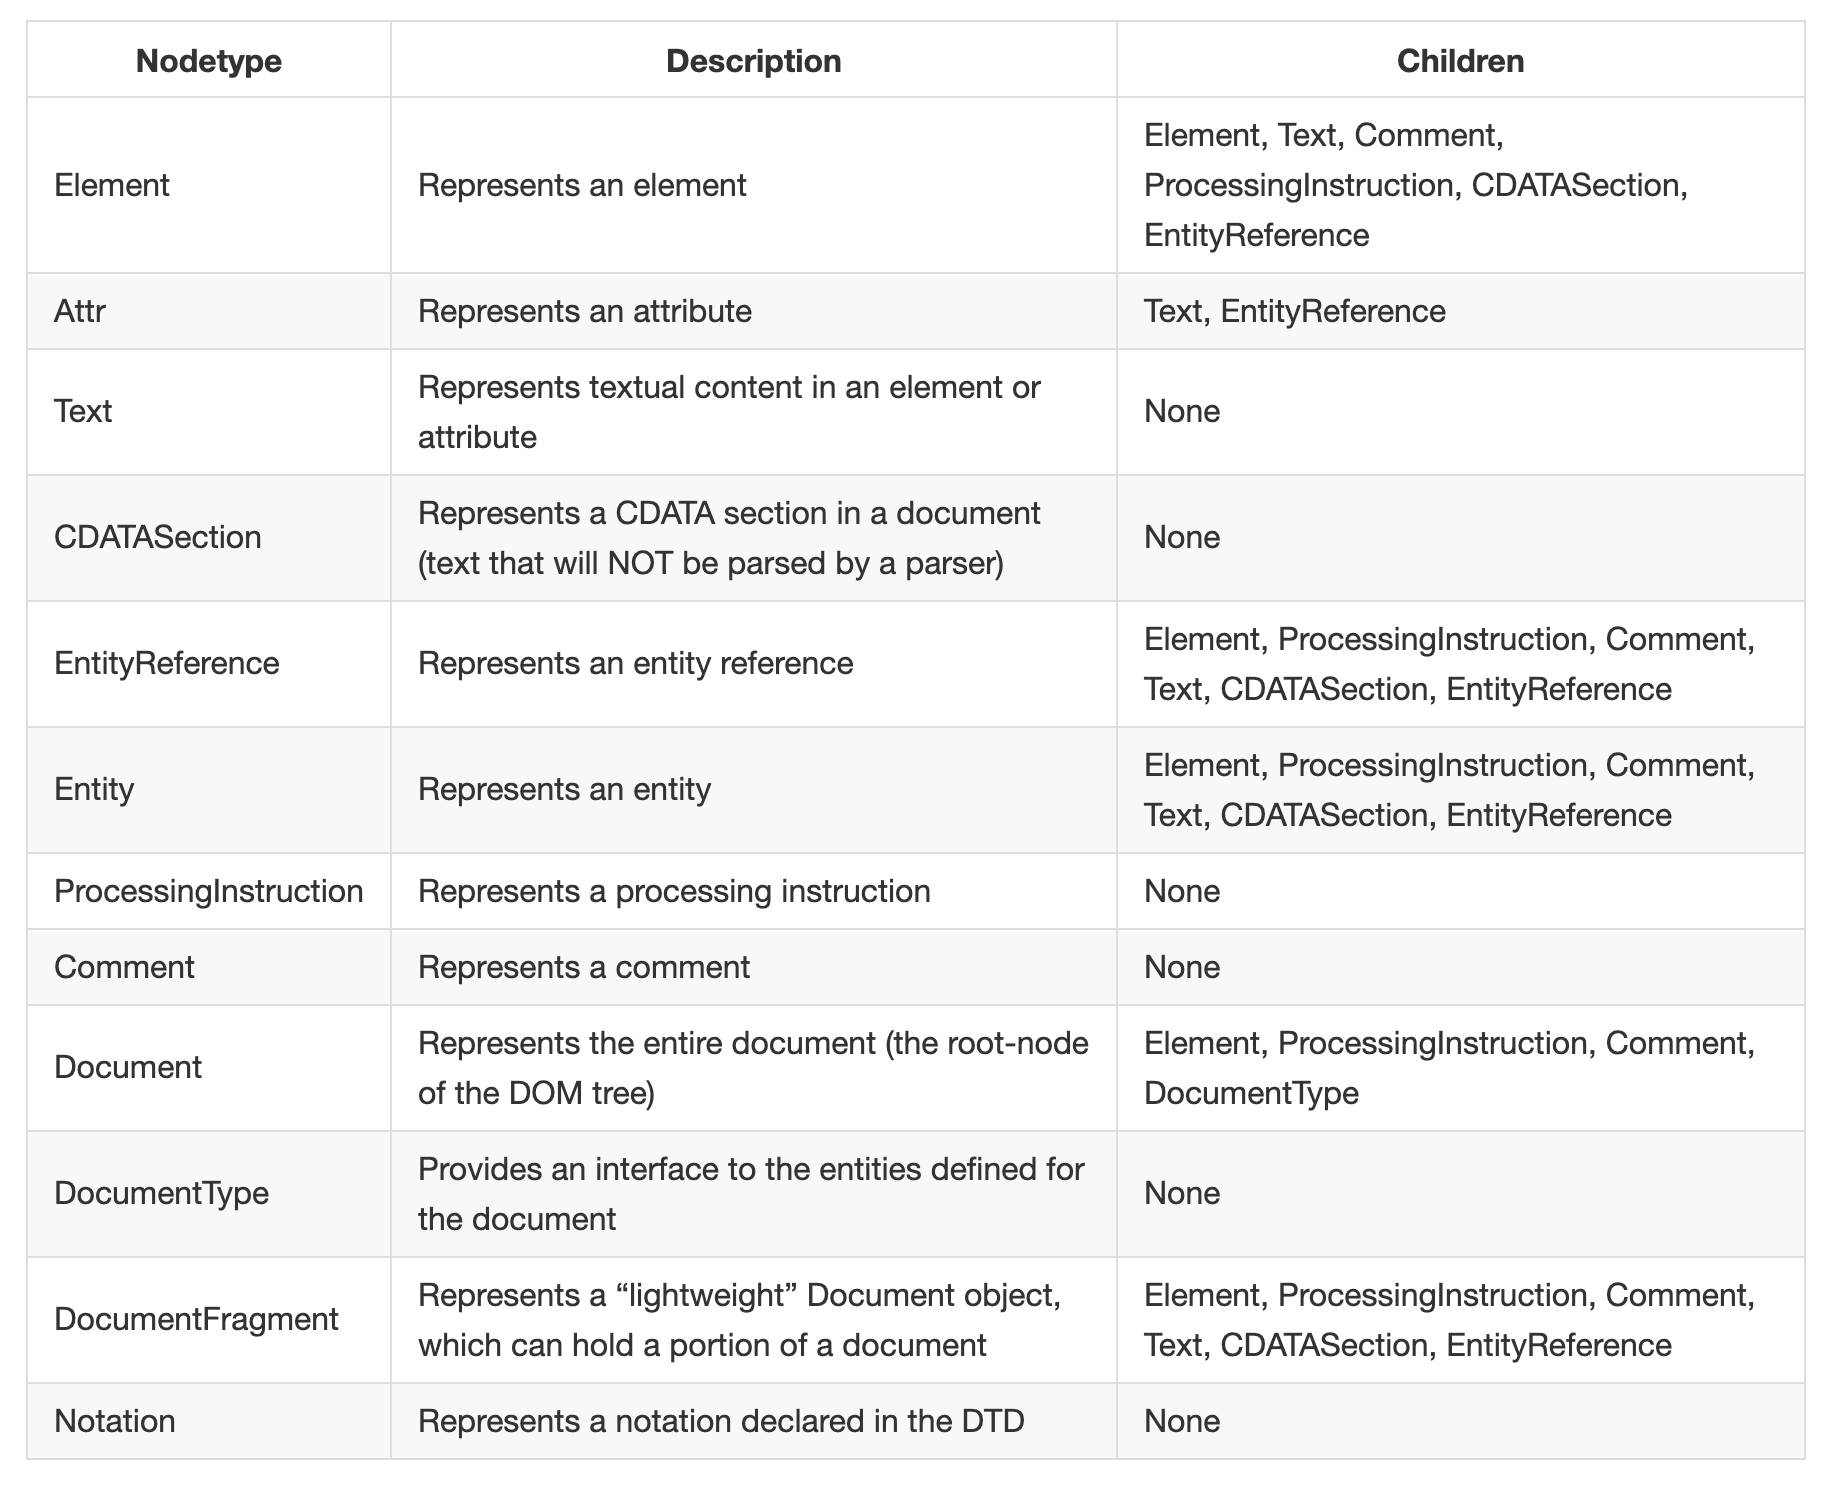 Nodetype Description Children
Element Represents an element Element, Text, Comment,
ProcessingInstruction, CDATASection,
EntityReference
Attr Represents an attribute Text, EntityReference
Text Represents textual content in an element or
attribute None
CDATASection Represents a CDATA section in a document
(text that will NOT be parsed by a parser) None
EntityReference Represents an entity reference Element, ProcessingInstruction, Comment,
Text, CDATASection, EntityReference
Entity Represents an entity Element, ProcessingInstruction, Comment,
Text, CDATASection, EntityReference
ProcessingInstruction Represents a processing instruction None
Comment Represents a comment None
Document Represents the entire document (the root-node
of the DOM tree) Element, ProcessingInstruction, Comment,
DocumentType
DocumentType Provides an interface to the entities defined for
the document None
DocumentFragment Represents a “lightweight” Document object,
which can hold a portion of a document Element, ProcessingInstruction, Comment,
Text, CDATASection, EntityReference
Notation Represents a notation declared in the DTD None